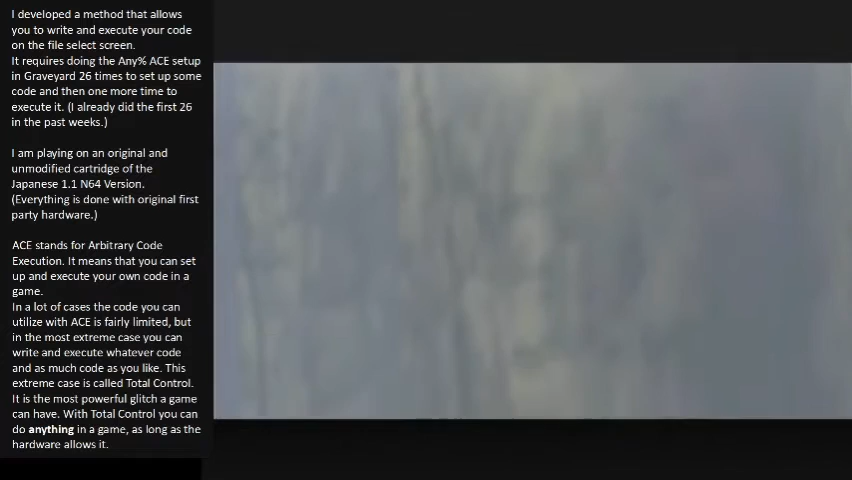 I developed a method that allows
you to write and execute your code
on the file select screen.
It requires doing the Any% ACE setup
in Graveyard 26 times to set up some
code and then one more time to
execute it. (I already did the first 26
in the past weeks.)
I am playing on an original and
unmodified cartridge of the
Japanese 1.1 N64 Version.
(Everything is done with original first
party hardware.)
ACE stands for Arbitrary Code
Execution. It means that you can set
up and execute your own code in a
game.
In a lot of cases the code you can
utilize with ACE is fairly limited, but
in the most extreme case you can
write and execute whatever code
and as much code as you like. This
extreme case is called Total Control.
It is the most powerful glitch a game
can have. With Total Control you can
do anything in a game, as long as the
hardware allows it.